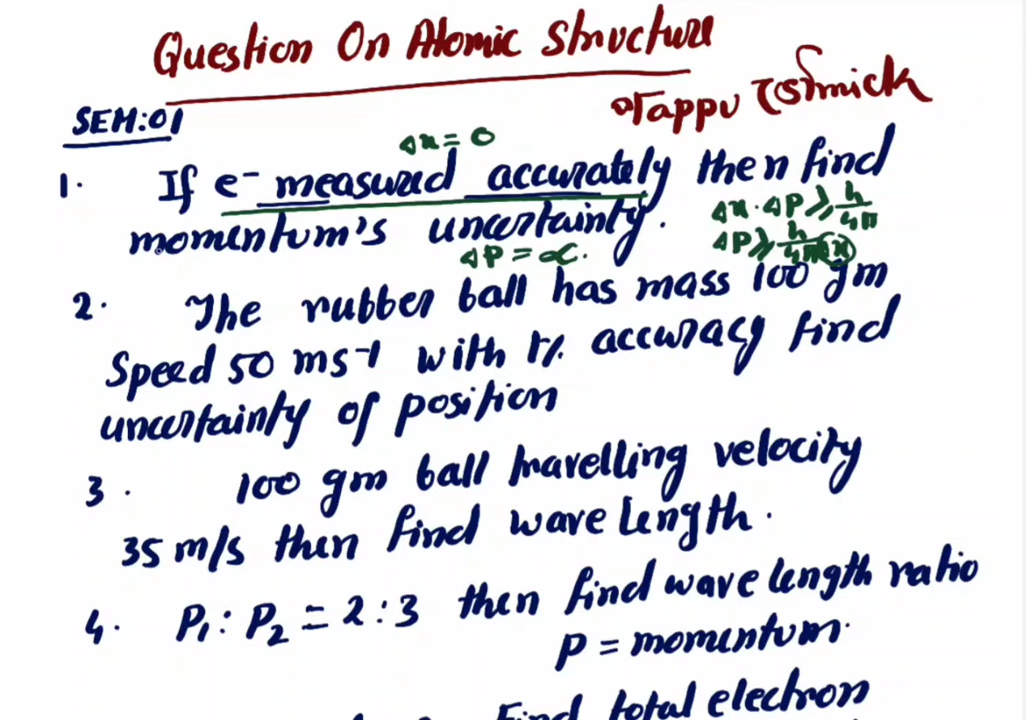 Question On Atomic Structure
Tappu
SEM:01
Δx = 0
1. If e⁻ measured accurately then find
Δx·ΔP ≥ h/4π
momentum's uncertainty.
ΔP = ∝.
ΔP ≥ h/4π(x)
2. The rubber ball has mass 100 gm
Speed 50 ms⁻¹ with 1% accuracy find
uncertainty of position
3. 100 gm ball travelling velocity
35 m/s then find wave length.
4. P₁ : P₂ = 2 : 3 then find wave length ratio
P = momentum.
Find total electron